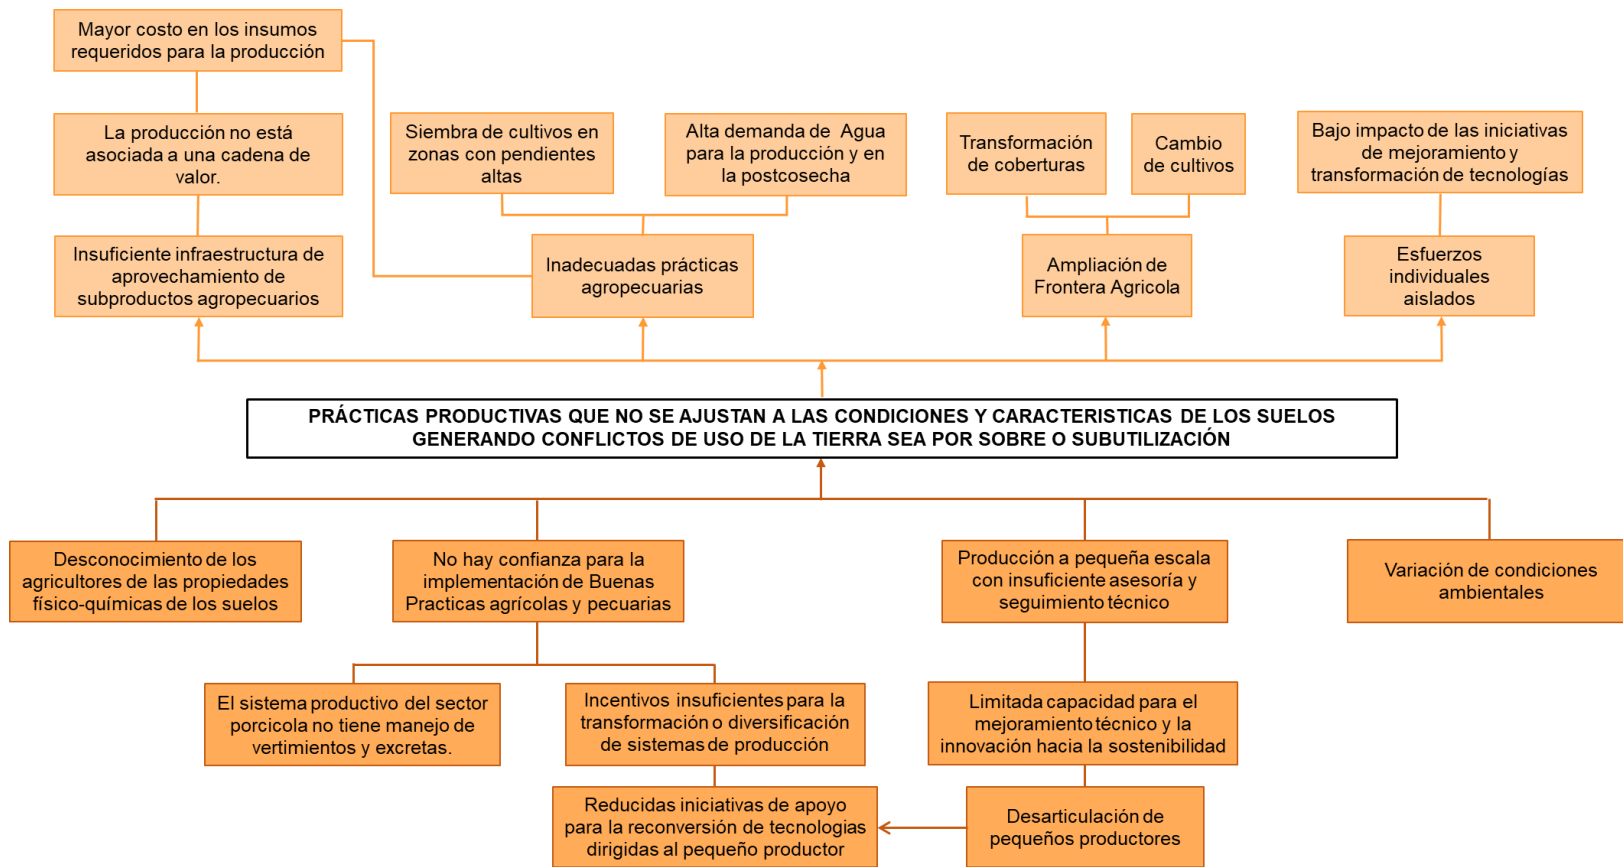 Mayor costo en los insumos
requeridos para la producción
La producción no está
asociada a una cadena de
valor.
Siembra de cultivos en
zonas con pendientes
altas
Alta demanda de Agua
para la producción y en
la postcosecha
Transformación
de coberturas
Cambio
de cultivos
Bajo impacto de las iniciativas
de mejoramiento y
transformación de tecnologías
Insuficiente infraestructura de
aprovechamiento de
subproductos agropecuarios
Inadecuadas prácticas
agropecuarias
Ampliación de
Frontera Agricola
Esfuerzos
individuales
aislados
PRÁCTICAS PRODUCTIVAS QUE NO SE AJUSTAN A LAS CONDICIONES Y CARACTERISTICAS DE LOS SUELOS
GENERANDO CONFLICTOS DE USO DE LA TIERRA SEA POR SOBRE O SUBUTILIZACIÓN
Desconocimiento de los
agricultores de las propiedades
físico-químicas de los suelos
No hay confianza para la
implementación de Buenas
Practicas agrícolas y pecuarias
Producción a pequeña escala
con insuficiente asesoría y
seguimiento técnico
Variación de condiciones
ambientales
El sistema productivo del sector
porcicola no tiene manejo de
vertimientos y excretas.
Incentivos insuficientes para la
transformación o diversificación
de sistemas de producción
Limitada capacidad para el
mejoramiento técnico y la
innovación hacia la sostenibilidad
Reducidas iniciativas de apoyo
para la reconversión de tecnologias
dirigidas al pequeño productor
Desarticulación de
pequeños productores